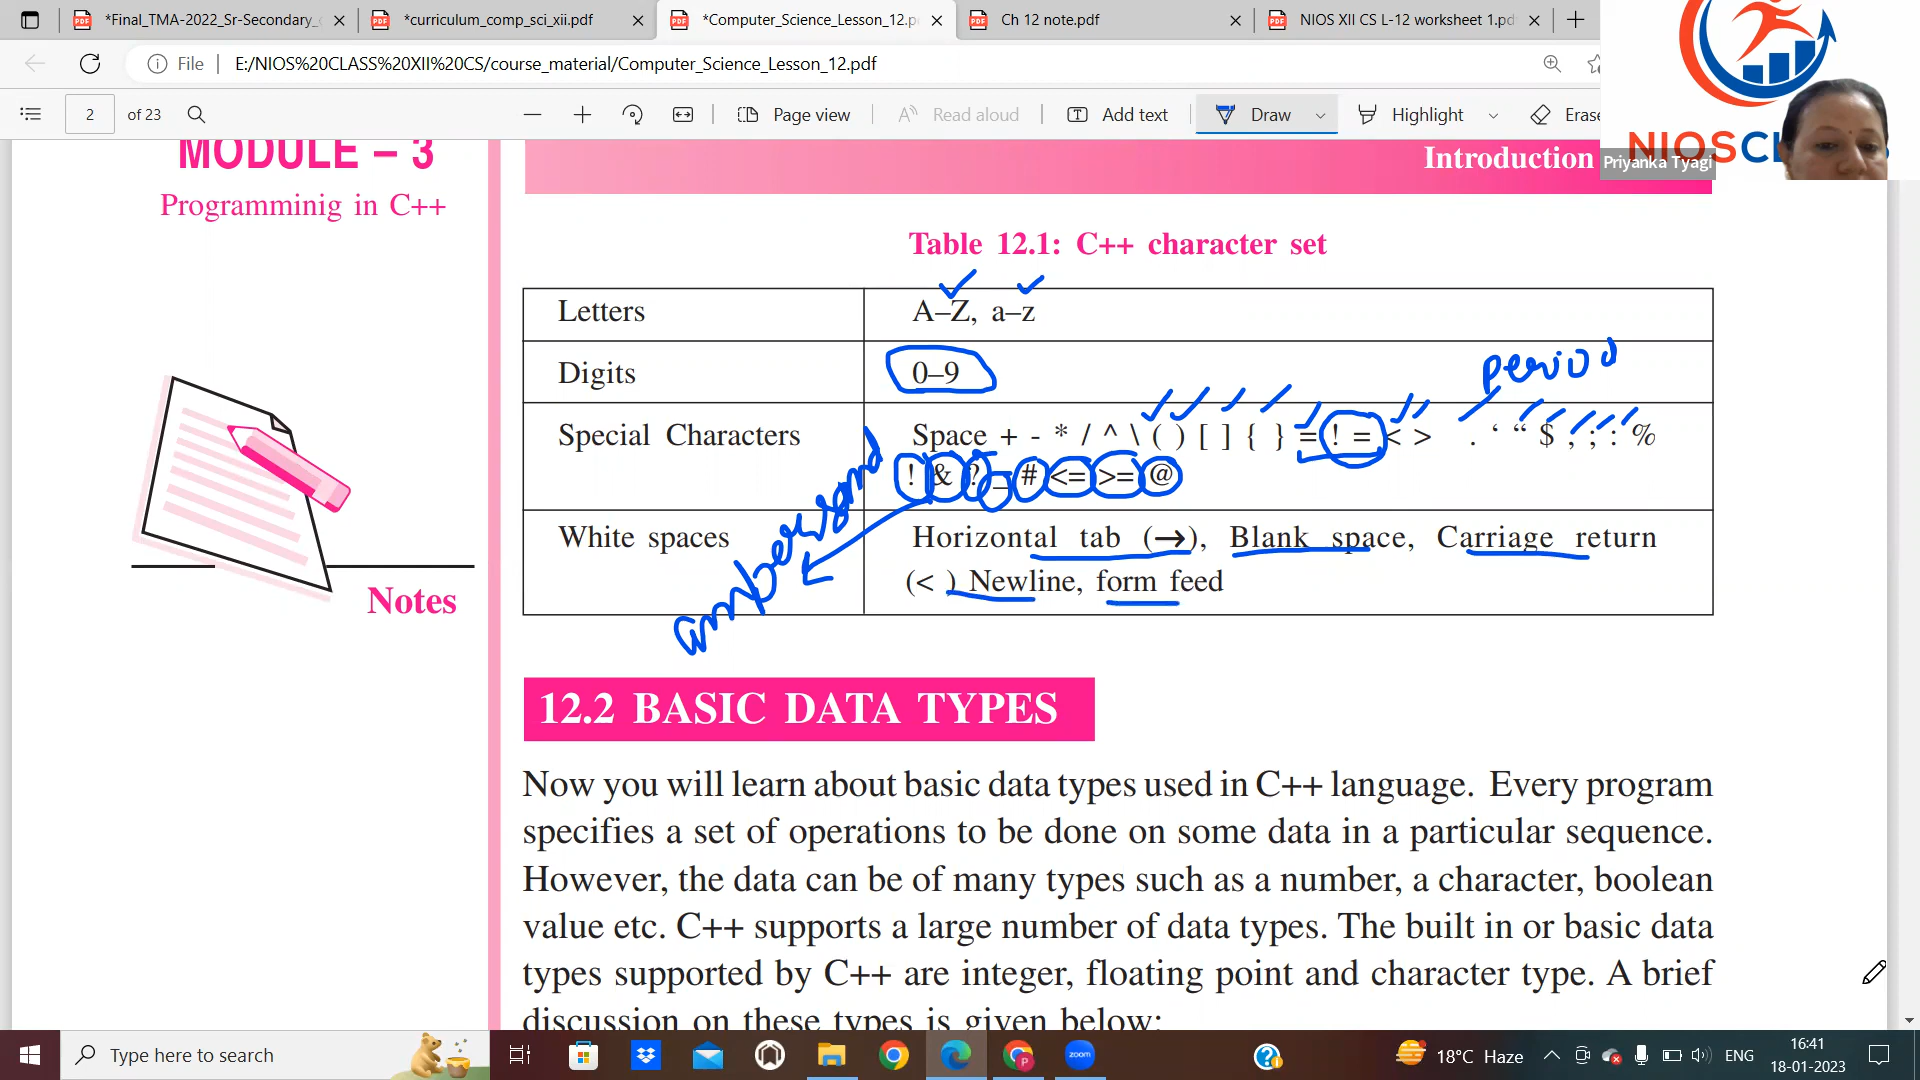 *Final_TMA-2022_Sr-Secondary_
*curriculum_comp_sci_xii.pdf
*Computer_Science_Lesson_12.p
Ch 12 note.pdf
NIOS XII CS L-12 worksheet 1.pd
File
E:/NIOS%20CLASS%20XII%20CS/course_material/Computer_Science_Lesson_12.pdf
2 of 23
Page view
Read aloud
Add text
Draw
Highlight
Erase
NIOSCL
Priyanka Tyagi
MODULE – 3
Programminig in C++
Introduction
Table 12.1: C++ character set
Letters A–Z, a–z
Digits 0–9
period
Special Characters Space + - * / ^ \ ( ) [ ] { } = ! = < > . ‘ “ $ , ; : % ! & ? _ # <= >= @
ampersand
White spaces Horizontal tab (→), Blank space, Carriage return
(< ) Newline, form feed
Notes
12.2 BASIC DATA TYPES
Now you will learn about basic data types used in C++ language. Every program
specifies a set of operations to be done on some data in a particular sequence.
However, the data can be of many types such as a number, a character, boolean
value etc. C++ supports a large number of data types. The built in or basic data
types supported by C++ are integer, floating point and character type. A brief
discussion on these types is given below:
Type here to search
zoom
18°C Haze
ENG
16:41
18-01-2023